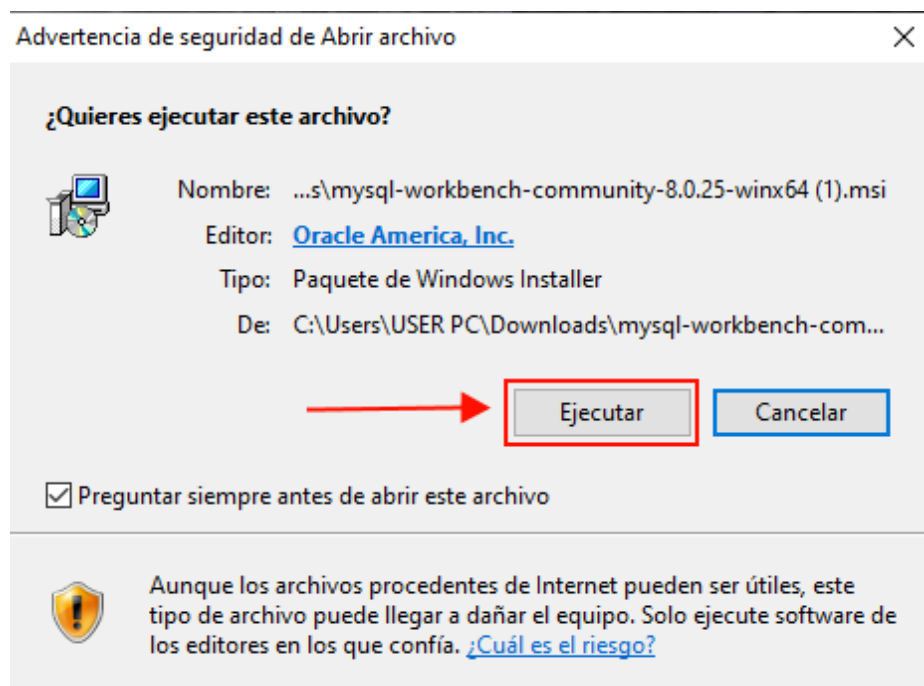 Advertencia de seguridad de Abrir archivo
¿Quieres ejecutar este archivo?
Nombre: ...s\mysql-workbench-community-8.0.25-winx64 (1).msi
Editor: Oracle America, Inc.
Tipo: Paquete de Windows Installer
De: C:\Users\USER PC\Downloads\mysql-workbench-com...
Ejecutar Cancelar
Preguntar siempre antes de abrir este archivo
Aunque los archivos procedentes de Internet pueden ser útiles, este
tipo de archivo puede llegar a dañar el equipo. Solo ejecute software de
los editores en los que confía. ¿Cuál es el riesgo?